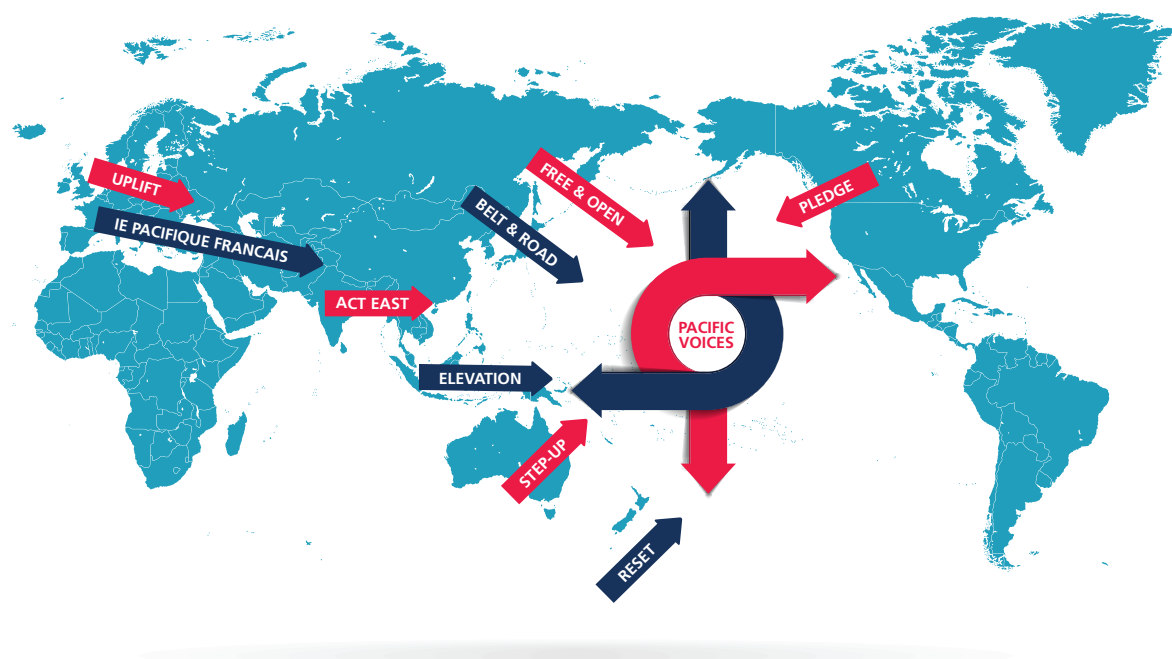 UPLIFT
IE PACIFIQUE FRANCAIS
FREE & OPEN
BELT & ROAD
PLEDGE
ACT EAST
PACIFIC
VOICES
ELEVATION
STEP-UP
RESET